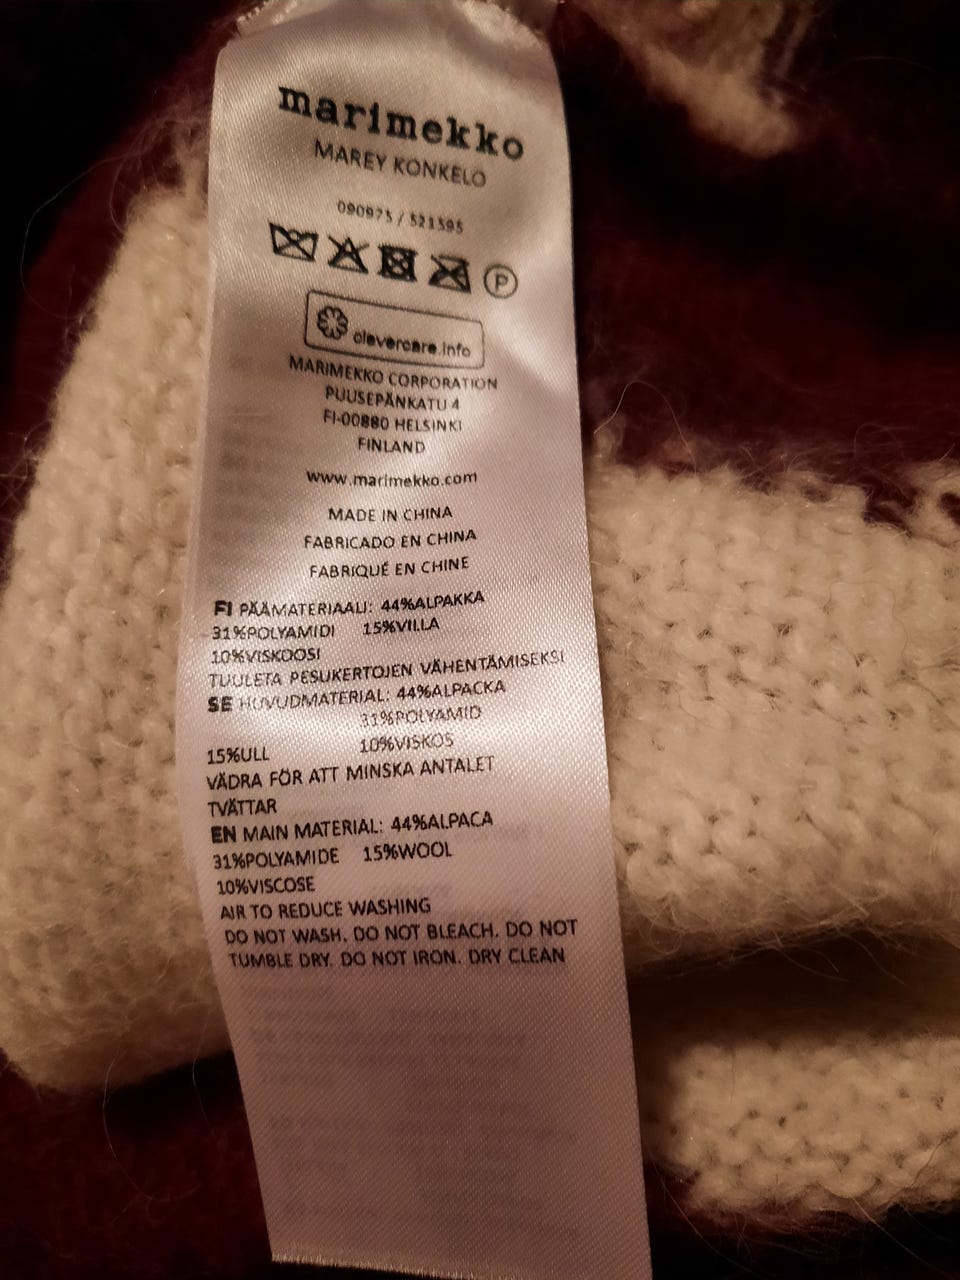 marimekko
MAREY KONKELO
090975 / 521595
P
clevercare.info
MARIMEKKO CORPORATION
PUUSEPÄNKATU 4
FI-00880 HELSINKI
FINLAND
www.marimekko.com
MADE IN CHINA
FABRICADO EN CHINA
FABRIQUÉ EN CHINE
FI PÄÄMATERIAALI: 44%ALPAKKA
31%POLYAMIDI 15%VILLA
10%VISKOOSI
TUULETA PESUKERTOJEN VÄHENTÄMISEKSI
SE HUVUDMATERIAL: 44%ALPACKA
31%POLYAMID
15%ULL 10%VISKOS
VÄDRA FÖR ATT MINSKA ANTALET
TVÄTTAR
EN MAIN MATERIAL: 44%ALPACA
31%POLYAMIDE 15%WOOL
10%VISCOSE
AIR TO REDUCE WASHING
DO NOT WASH. DO NOT BLEACH. DO NOT
TUMBLE DRY. DO NOT IRON. DRY CLEAN